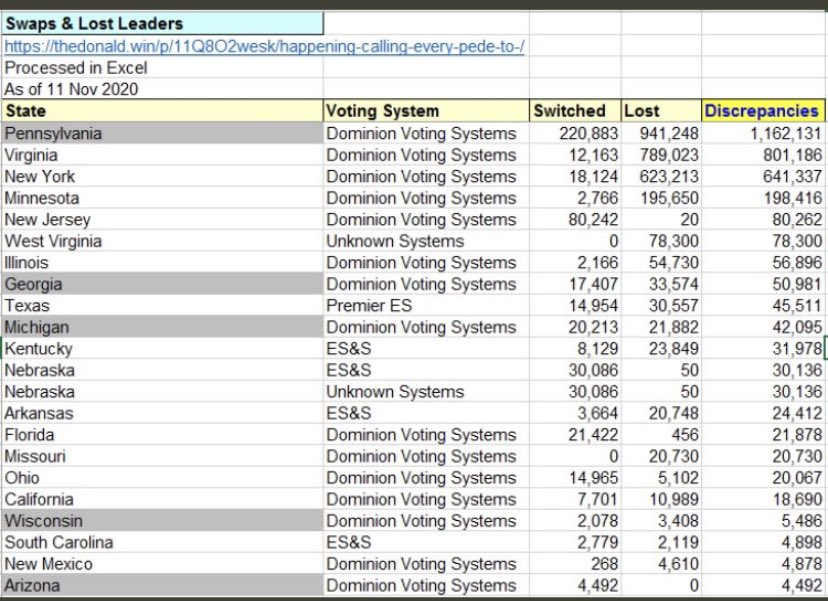 Swaps & Lost Leaders
https://thedonald.win/p/11Q8O2wesk/happening-calling-every-pede-to-/
Processed in Excel
As of 11 Nov 2020
State Voting System Switched Lost Discrepancies
Pennsylvania Dominion Voting Systems 220,883 941,248 1,162,131
Virginia Dominion Voting Systems 12,163 789,023 801,186
New York Dominion Voting Systems 18,124 623,213 641,337
Minnesota Dominion Voting Systems 2,766 195,650 198,416
New Jersey Dominion Voting Systems 80,242 20 80,262
West Virginia Unknown Systems 0 78,300 78,300
Illinois Dominion Voting Systems 2,166 54,730 56,896
Georgia Dominion Voting Systems 17,407 33,574 50,981
Texas Premier ES 14,954 30,557 45,511
Michigan Dominion Voting Systems 20,213 21,882 42,095
Kentucky ES&S 8,129 23,849 31,978
Nebraska ES&S 30,086 50 30,136
Nebraska Unknown Systems 30,086 50 30,136
Arkansas ES&S 3,664 20,748 24,412
Florida Dominion Voting Systems 21,422 456 21,878
Missouri Dominion Voting Systems 0 20,730 20,730
Ohio Dominion Voting Systems 14,965 5,102 20,067
California Dominion Voting Systems 7,701 10,989 18,690
Wisconsin Dominion Voting Systems 2,078 3,408 5,486
South Carolina ES&S 2,779 2,119 4,898
New Mexico Dominion Voting Systems 268 4,610 4,878
Arizona Dominion Voting Systems 4,492 0 4,492